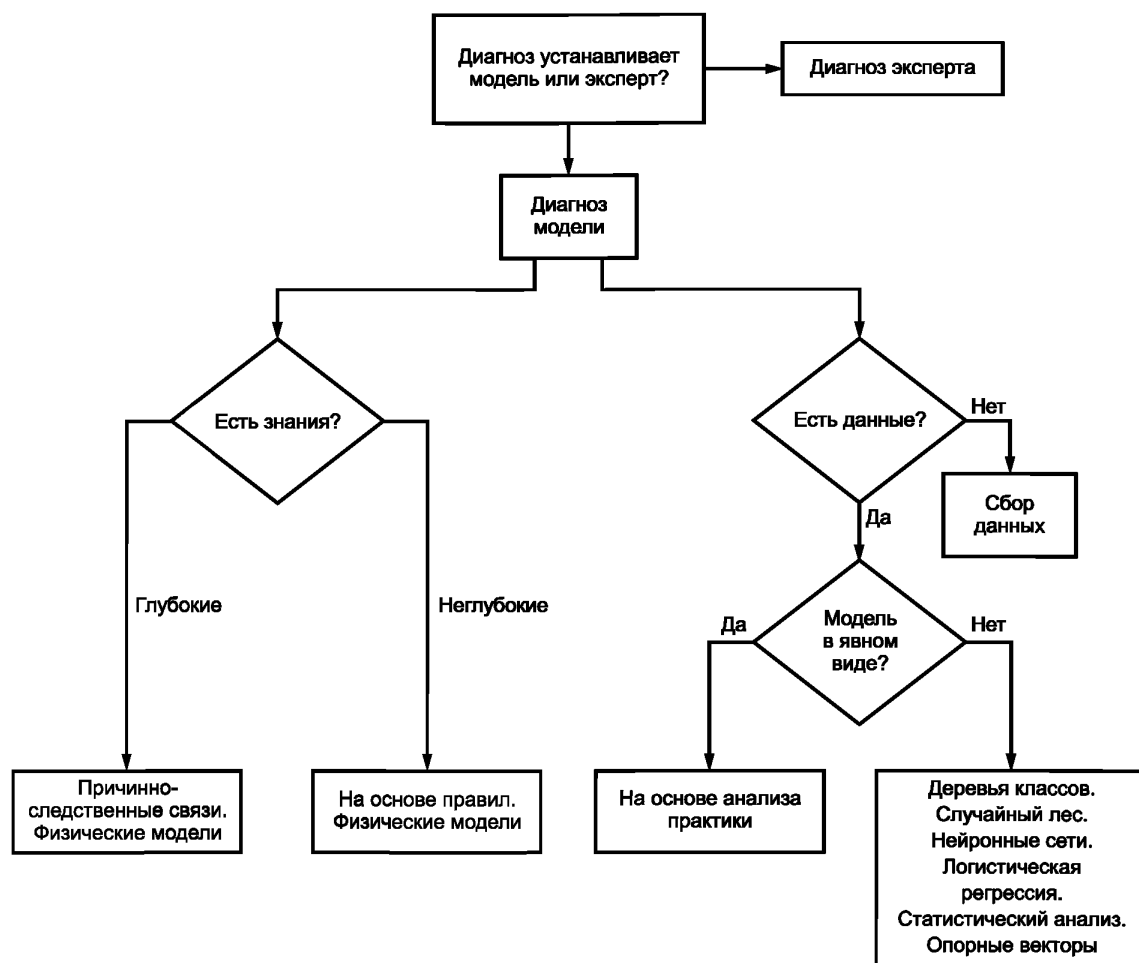 Диагноз устанавливает
модель или эксперт?
Диагноз эксперта
Диагноз
модели
Есть знания?
Есть данные?
Нет
Сбор
данных
Да
Глубокие
Неглубокие
Модель
в явном
виде?
Да
Нет
Причинно-
следственные связи.
Физические модели
На основе правил.
Физические модели
На основе анализа
практики
Деревья классов.
Случайный лес.
Нейронные сети.
Логистическая
регрессия.
Статистический анализ.
Опорные векторы